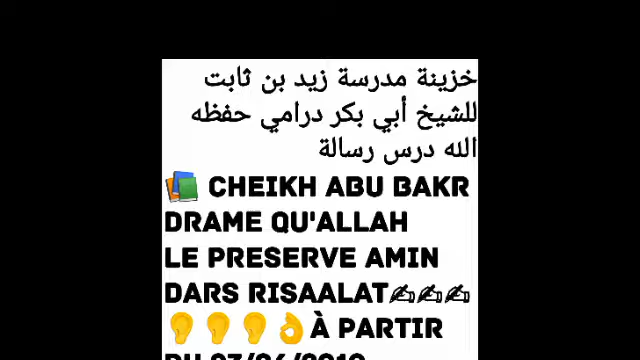 خزينة مدرسة زيد بن ثابت
للشيخ أبي بكر درامي حفظه
الله درس رسالة
📚 CHEIKH ABU BAKR
DRAME QU'ALLAH
LE PRESERVE AMIN
DARS RISAALAT✍✍✍
👂👂👂👌À PARTIR